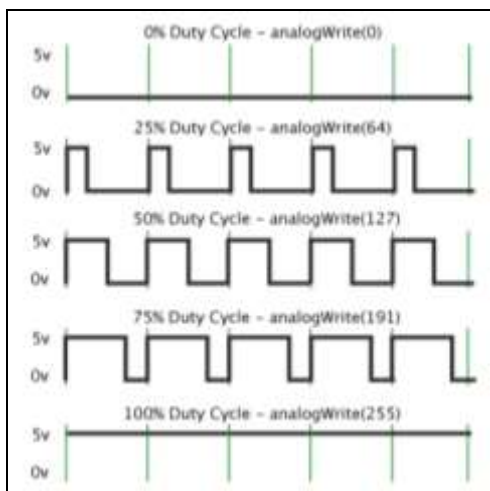 0% Duty Cycle - analogWrite(0)
5v
0v
25% Duty Cycle - analogWrite(64)
5v
0v
50% Duty Cycle - analogWrite(127)
5v
0v
75% Duty Cycle - analogWrite(191)
5v
0v
100% Duty Cycle - analogWrite(255)
5v
0v